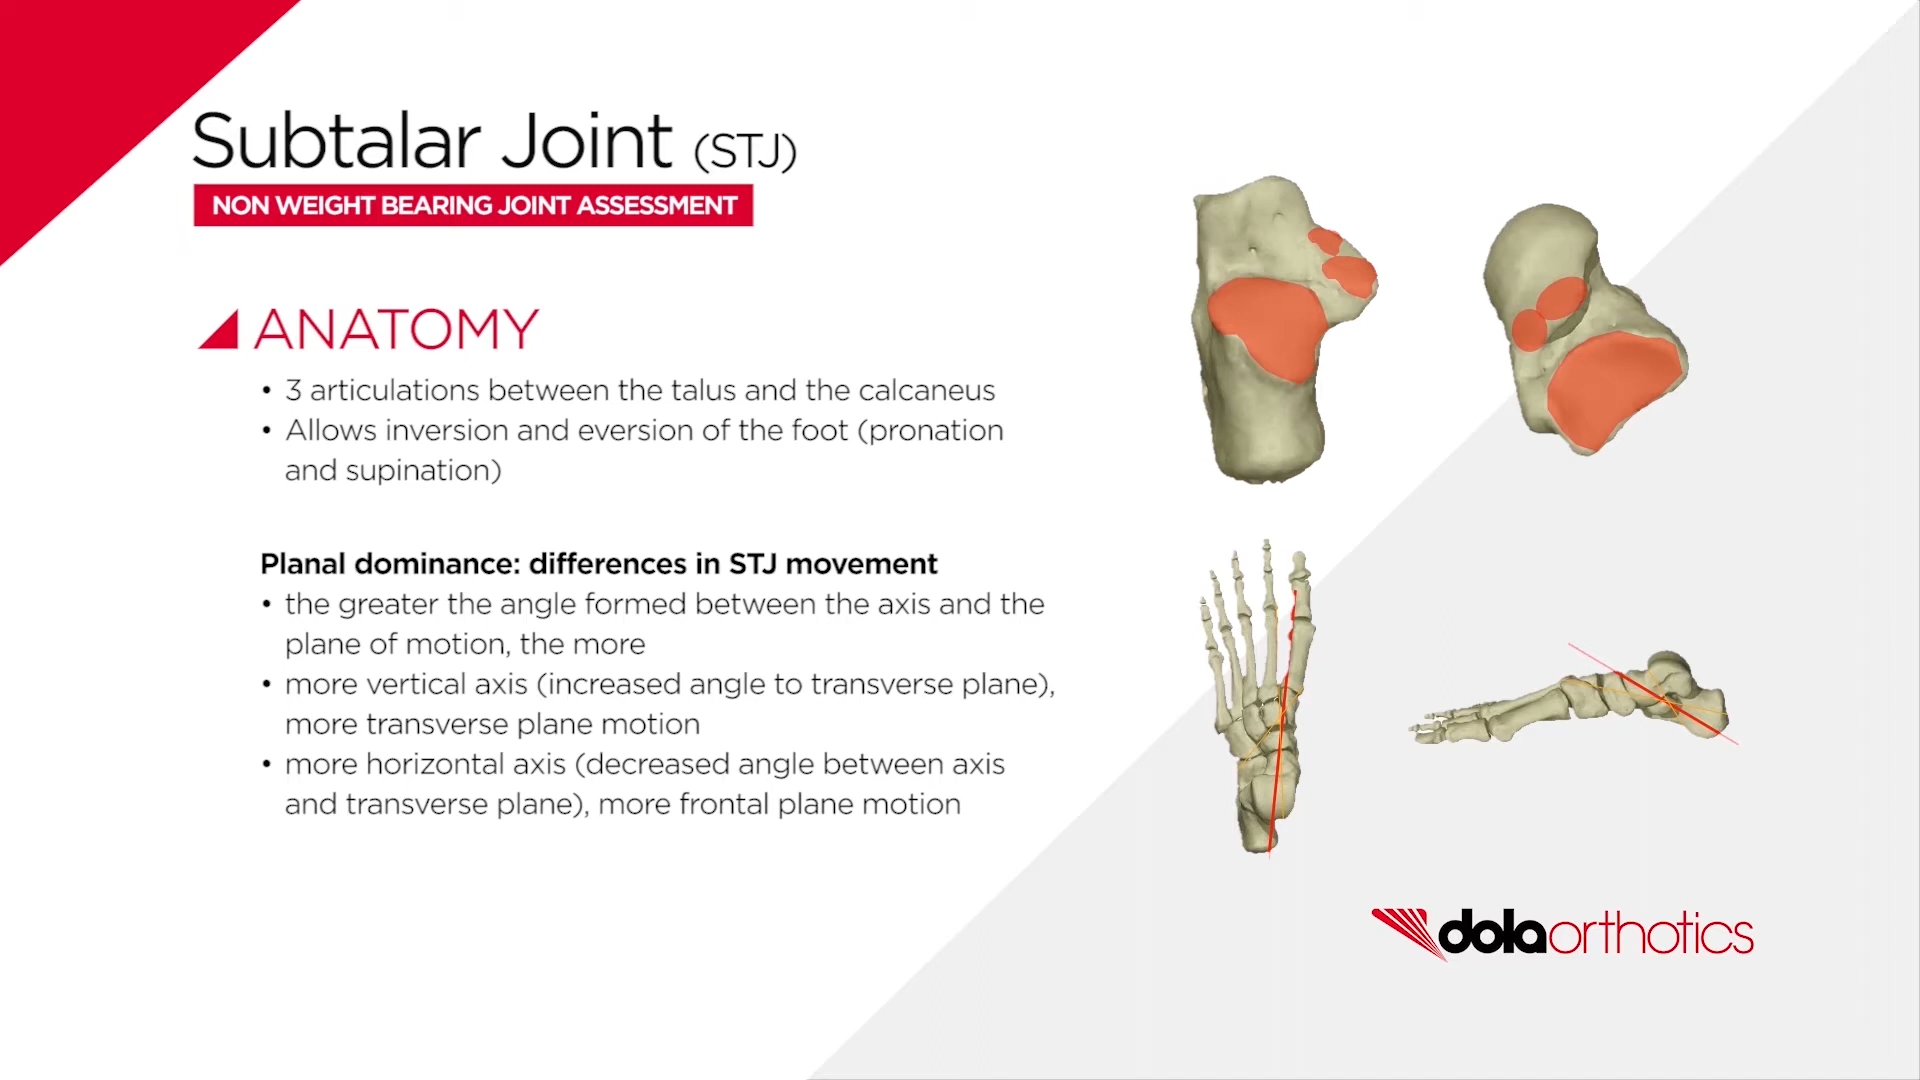 Subtalar Joint (STJ)
NON WEIGHT BEARING JOINT ASSESSMENT
ANATOMY
• 3 articulations between the talus and the calcaneus
• Allows inversion and eversion of the foot (pronation
and supination)
Planal dominance: differences in STJ movement
• the greater the angle formed between the axis and the
plane of motion, the more
• more vertical axis (increased angle to transverse plane),
more transverse plane motion
• more horizontal axis (decreased angle between axis
and transverse plane), more frontal plane motion
dolaorthotics